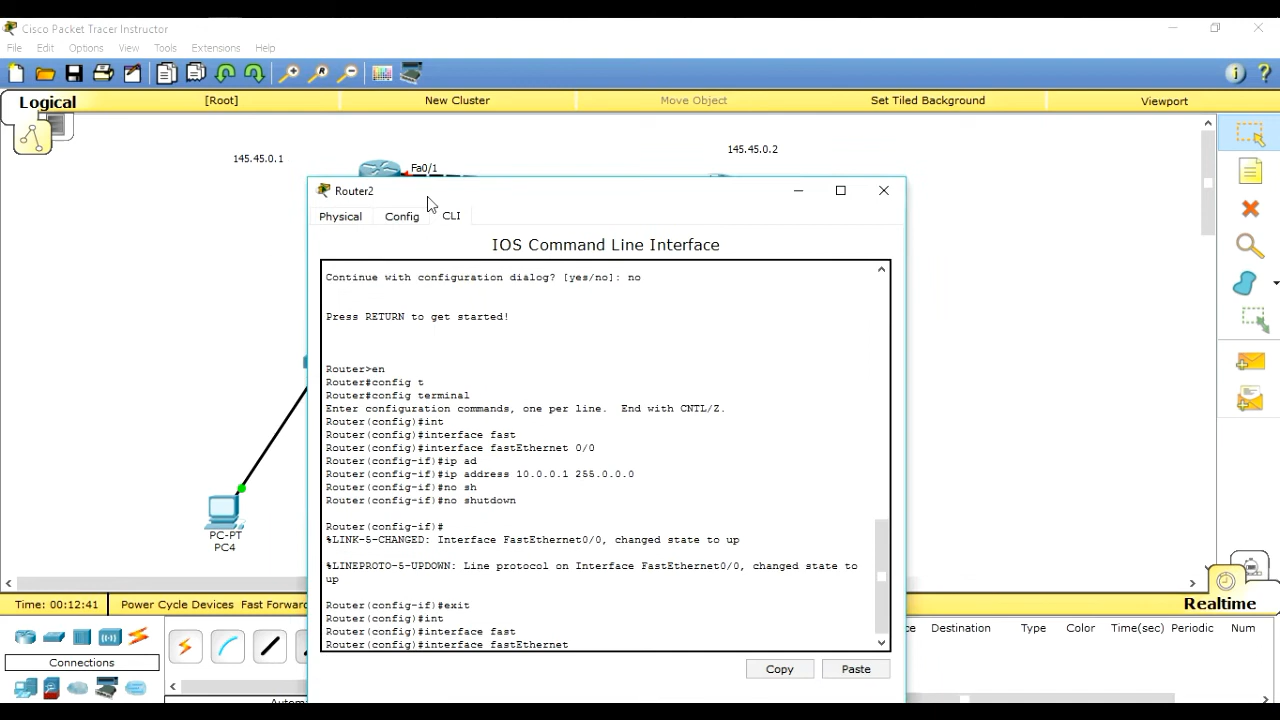 Cisco Packet Tracer Instructor
File Edit Options View Tools Extensions Help
Logical [Root] New Cluster Move Object Set Tiled Background Viewport
145.45.0.1
145.45.0.2
Fa0/1
Router2
Physical Config CLI
IOS Command Line Interface
Continue with configuration dialog? [yes/no]: no
Press RETURN to get started!
Router>en
Router#config t
Router#config terminal
Enter configuration commands, one per line.  End with CNTL/Z.
Router(config)#int
Router(config)#interface fast
Router(config)#interface fastEthernet 0/0
Router(config-if)#ip ad
Router(config-if)#ip address 10.0.0.1 255.0.0.0
Router(config-if)#no sh
Router(config-if)#no shutdown
Router(config-if)#
%LINK-5-CHANGED: Interface FastEthernet0/0, changed state to up
%LINEPROTO-5-UPDOWN: Line protocol on Interface FastEthernet0/0, changed state to
up
Router(config-if)#exit
Router(config)#int
Router(config)#interface fast
Router(config)#interface fastEthernet
Copy Paste
PC-PT
PC4
Time: 00:12:41 Power Cycle Devices Fast Forward
Realtime
Connections
Destination Type Color Time(sec) Periodic Num